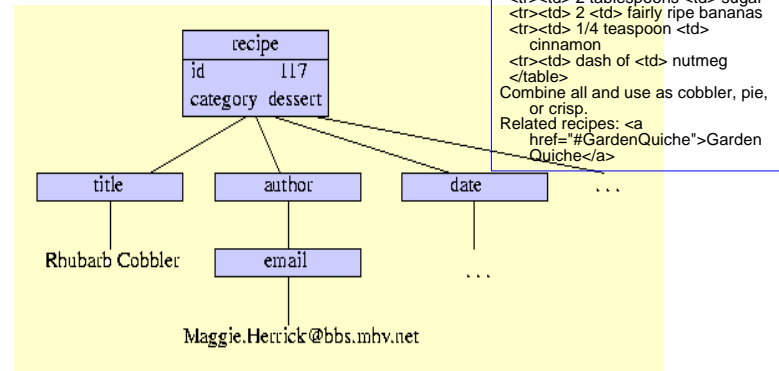 <tr><td> 2 tablespoons <td> sugar
<tr><td> 2 <td> fairly ripe bananas
<tr><td> 1/4 teaspoon <td>
cinnamon
<tr><td> dash of <td> nutmeg
</table>
Combine all and use as cobbler, pie,
or crisp.
Related recipes: <a
href="#GardenQuiche">Garden
Quiche</a>
recipe
id 117
category dessert
title author date . . .
Rhubarb Cobbler email . . .
Maggie.Herrick@bbs.mhv.net